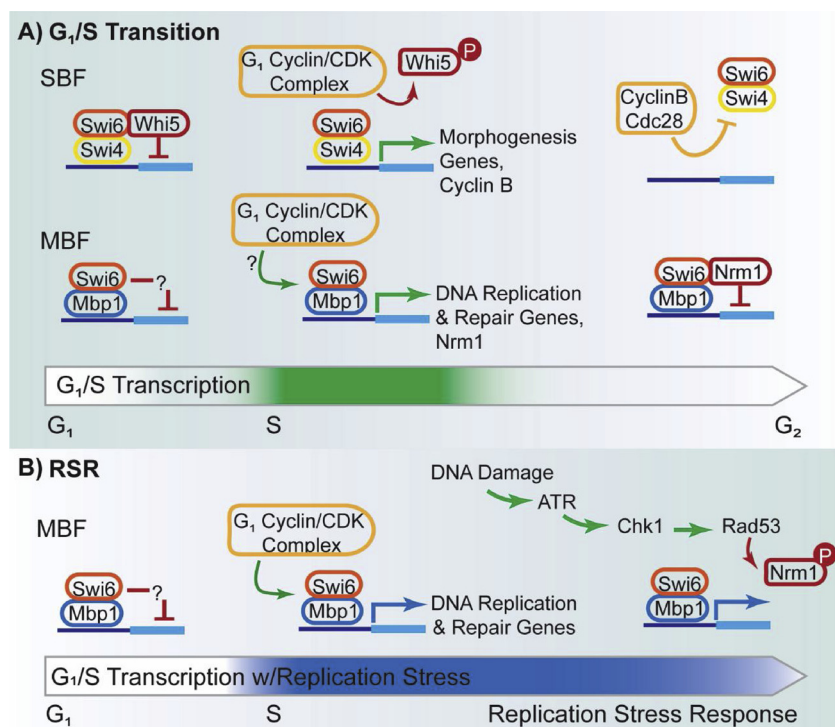 A) G₁/S Transition
SBF
Swi6 Whi5
Swi4
G₁ Cyclin/CDK
Complex
Whi5 P
Swi6
Swi4
Morphogenesis
Genes,
Cyclin B
CyclinB
Cdc28
Swi6
Swi4
MBF
Swi6 ?
Mbp1
G₁ Cyclin/CDK
Complex
?
Swi6
Mbp1
DNA Replication
& Repair Genes,
Nrm1
Swi6 Nrm1
Mbp1
G₁/S Transcription
G₁ S G₂
B) RSR
MBF
Swi6 ?
Mbp1
G₁ Cyclin/CDK
Complex
Swi6
Mbp1
DNA Replication
& Repair Genes
DNA Damage
ATR
Chk1
Rad53
Nrm1 P
Swi6
Mbp1
G₁/S Transcription w/Replication Stress
G₁ S Replication Stress Response